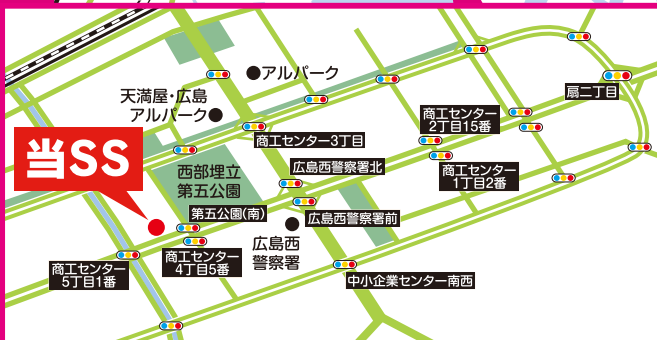 アルパーク
天満屋・広島
アルパーク
扇二丁目
商工センター
2丁目15番
商工センター3丁目
当SS
西部埋立
第五公園
広島西警察署北
商工センター
1丁目2番
第五公園(南)
広島西警察署前
広島西
警察署
商工センター
4丁目5番
商工センター
5丁目1番
中小企業センター南西